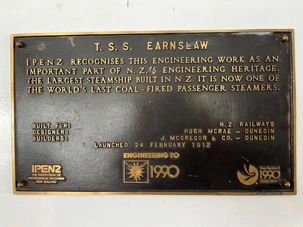 T. S. S. EARNSLAW
I P E N Z RECOGNISES THIS ENGINEERING WORK AS AN
IMPORTANT PART OF N. Z.'S ENGINEERING HERITAGE.
THE LARGEST STEAMSHIP BUILT IN N. Z. IT IS NOW ONE OF
THE WORLD'S LAST COAL-FIRED PASSENGER STEAMERS.
BUILT FOR: N. Z. RAILWAYS
DESIGNER: HUGH McRAE – DUNEDIN
BUILDERS: J. McGREGOR & CO – DUNEDIN
LAUNCHED 24 FEBRUARY 1912
ENGINEERING TO
1990
IPENZ
1990